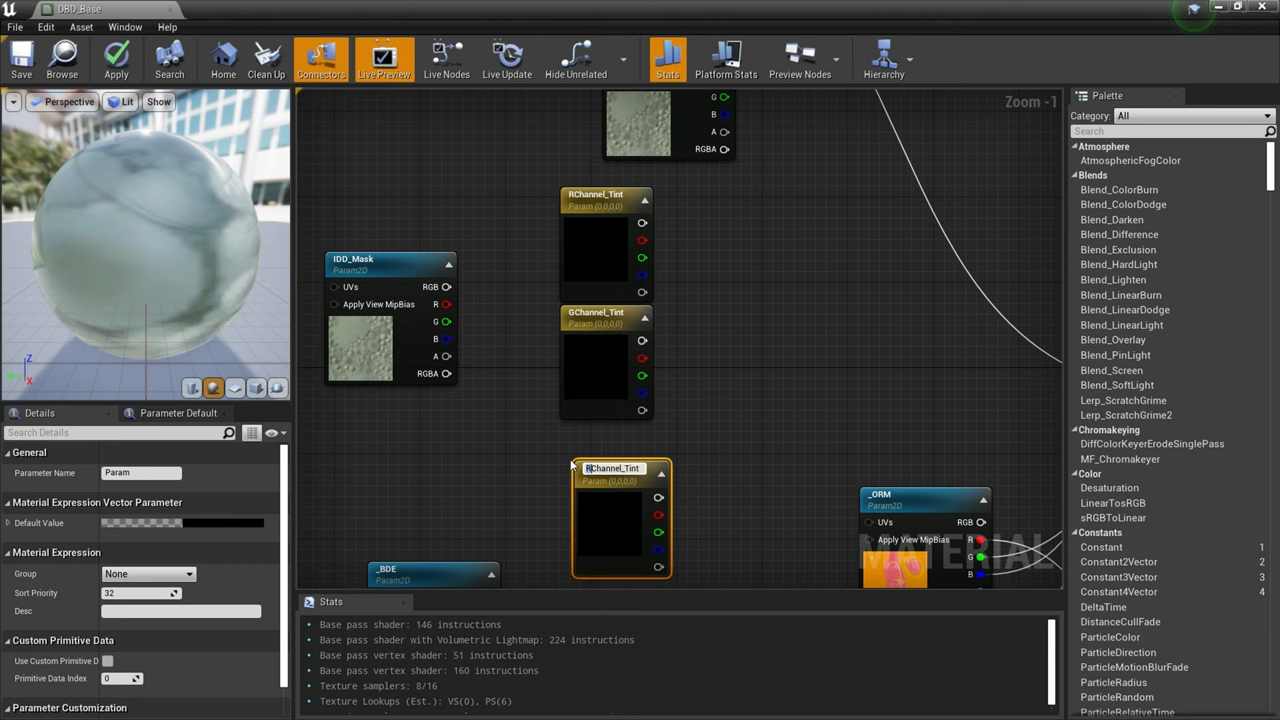 DBD_Base
File Edit Asset Window Help
Save Browse Apply Search Home Clean Up Connectors Live Preview Live Nodes Live Update Hide Unrelated Stats Platform Stats Preview Nodes Hierarchy
Perspective Lit Show
Zoom -1
G
B
A
RGBA
RChannel_Tint
Param (0,0,0,0)
IDD_Mask
Param2D
UVs RGB
Apply View MipBias R
G
B
A
RGBA
GChannel_Tint
Param (0,0,0,0)
RChannel_Tint
Param (0,0,0,0)
_BDE
Param2D
_ORM
Param2D
UVs RGB
Apply View MipBias R
G
B
MATERIAL
Z
X
Details Parameter Default
Search Details
General
Parameter Name Param
Material Expression Vector Parameter
Default Value
Material Expression
Group None
Sort Priority 32
Desc
Custom Primitive Data
Use Custom Primitive D
Primitive Data Index 0
Parameter Customization
Stats
Base pass shader: 146 instructions
Base pass shader with Volumetric Lightmap: 224 instructions
Base pass vertex shader: 51 instructions
Base pass vertex shader: 160 instructions
Texture samplers: 8/16
Texture Lookups (Est.): VS(0), PS(6)
Palette
Category: All
Search
Atmosphere
AtmosphericFogColor
Blends
Blend_ColorBurn
Blend_ColorDodge
Blend_Darken
Blend_Difference
Blend_Exclusion
Blend_HardLight
Blend_Lighten
Blend_LinearBurn
Blend_LinearDodge
Blend_LinearLight
Blend_Overlay
Blend_PinLight
Blend_Screen
Blend_SoftLight
Lerp_ScratchGrime
Lerp_ScratchGrime2
Chromakeying
DiffColorKeyerErodeSinglePass
MF_Chromakeyer
Color
Desaturation
LinearTosRGB
sRGBToLinear
Constants
Constant 1
Constant2Vector 2
Constant3Vector 3
Constant4Vector 4
DeltaTime
DistanceCullFade
ParticleColor
ParticleDirection
ParticleMotionBlurFade
ParticleRadius
ParticleRandom
ParticleRelativeTime